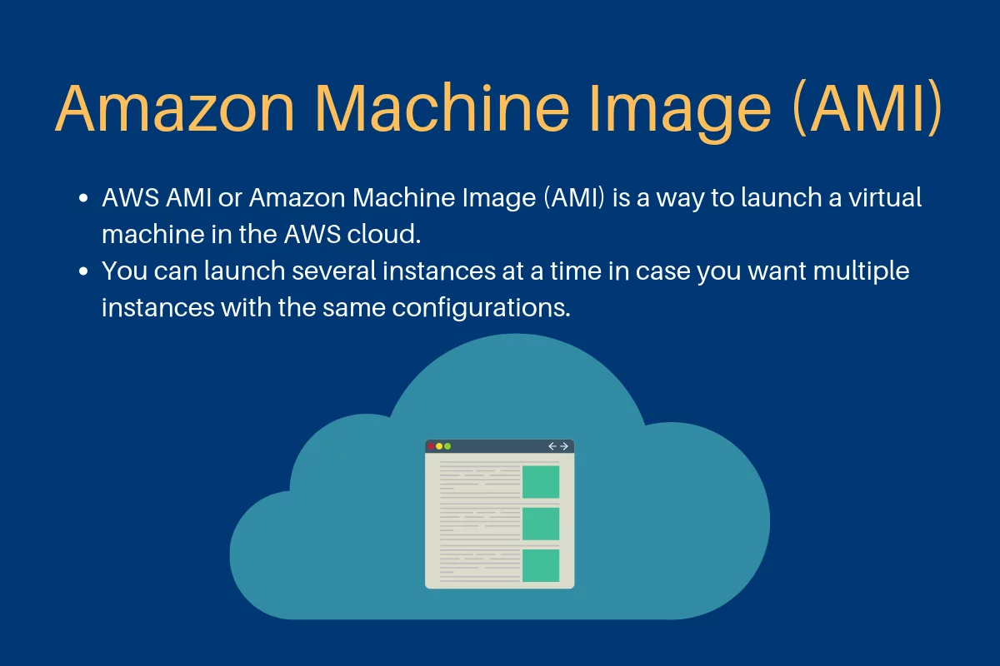 Amazon Machine Image (AMI)
• AWS AMI or Amazon Machine Image (AMI) is a way to launch a virtual
machine in the AWS cloud.
• You can launch several instances at a time in case you want multiple
instances with the same configurations.